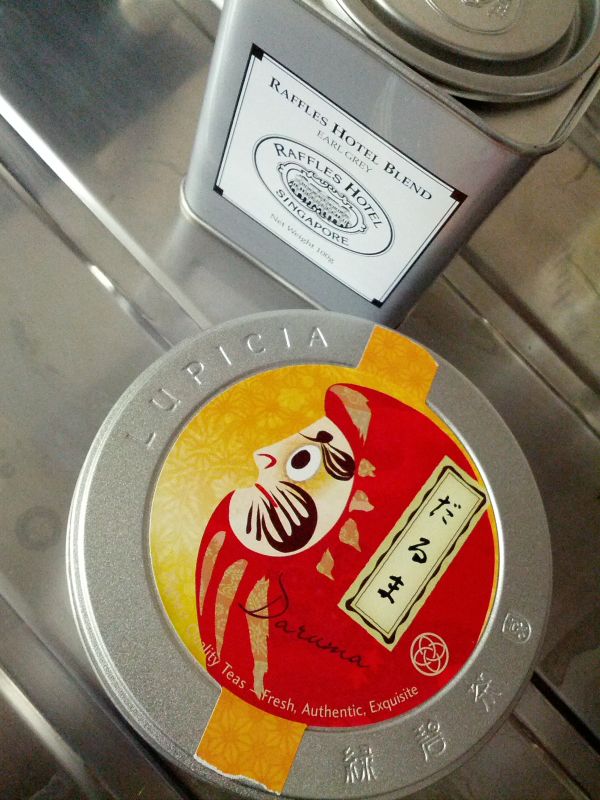 RAFFLES HOTEL BLEND
EARL GREY
RAFFLES HOTEL
SINGAPORE
Net Weight 100g
LUPICIA
だるま
Daruma
Quality Teas – Fresh, Authentic, Exquisite
緑碧茶